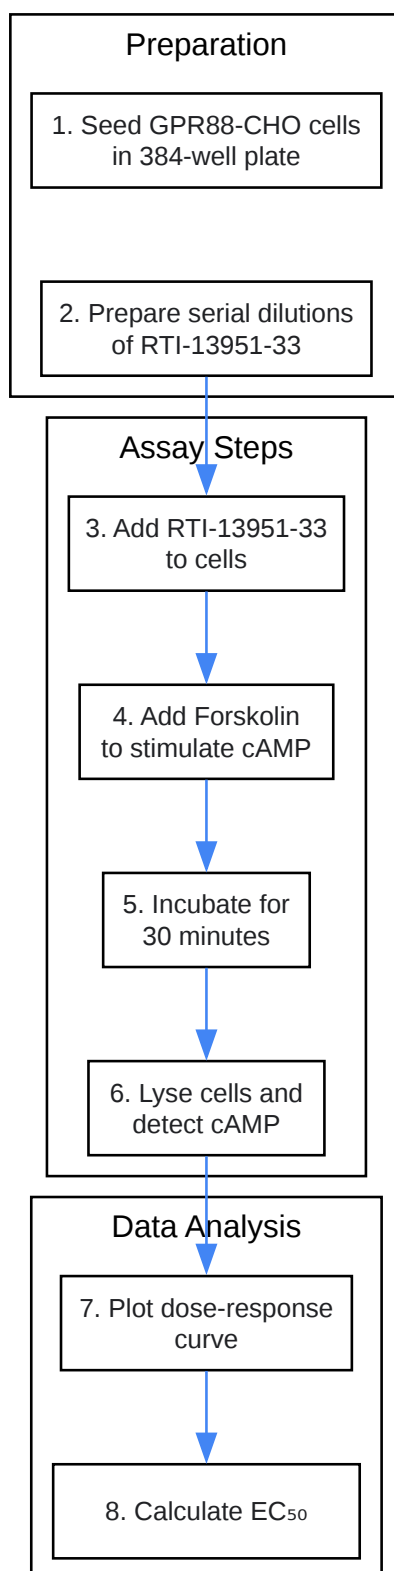 Preparation
1. Seed GPR88-CHO cells
in 384-well plate
2. Prepare serial dilutions
of RTI-13951-33
Assay Steps
3. Add RTI-13951-33
to cells
4. Add Forskolin
to stimulate cAMP
5. Incubate for
30 minutes
6. Lyse cells and
detect cAMP
Data Analysis
7. Plot dose-response
curve
8. Calculate EC₅₀